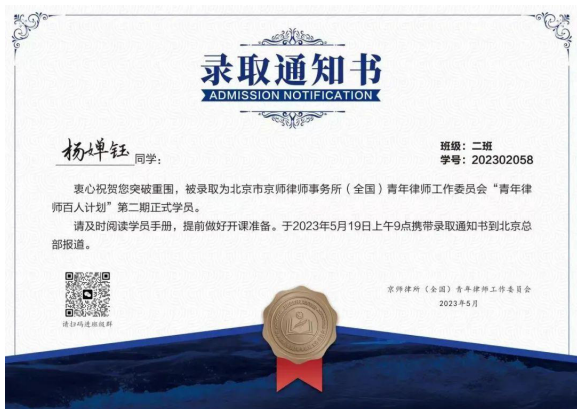 录取通知书
ADMISSION NOTIFICATION
杨婵钰同学：
班级：二班
学号：202302058
衷心祝贺您突破重围，被录取为北京市京师律师事务所（全国）青年律师工作委员会“青年律
师百人计划”第二期正式学员。
请及时阅读学员手册，提前做好开课准备。于2023年5月19日上午9点携带录取通知书到北京总
部报道。
请扫码进班级群
京师律所（全国）青年律师工作委员会
2023年5月